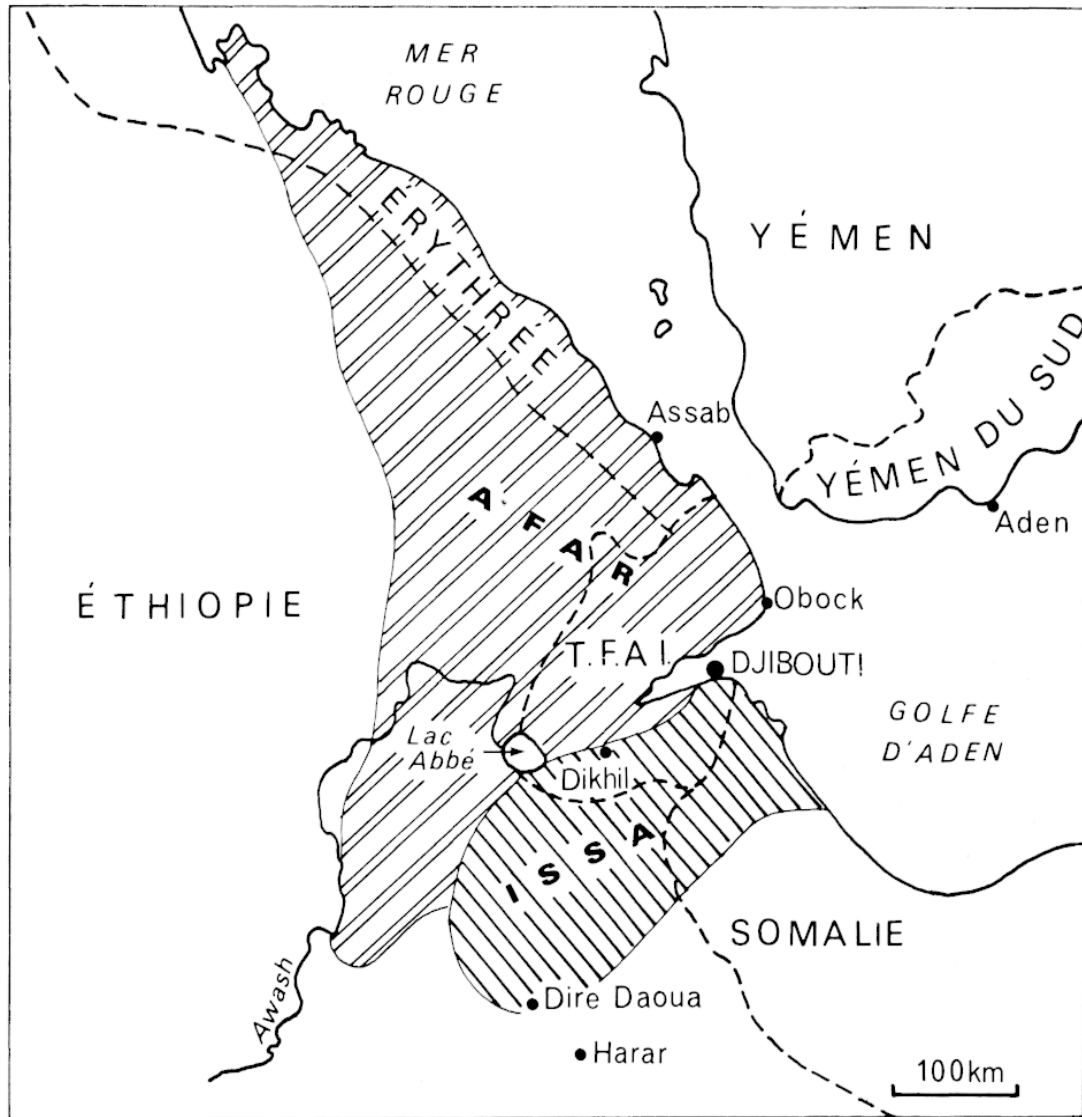 MER
ROUGE
YÉMEN
ÉRYTHRÉE
YÉMEN DU SUD
Assab
Aden
AFAR
ÉTHIOPIE
Obock
T.F.A.I.
DJIBOUTI
GOLFE
D'ADEN
Lac
Abbé
Dikhil
ISSA
SOMALIE
Awash
Dire Daoua
Harar
100km